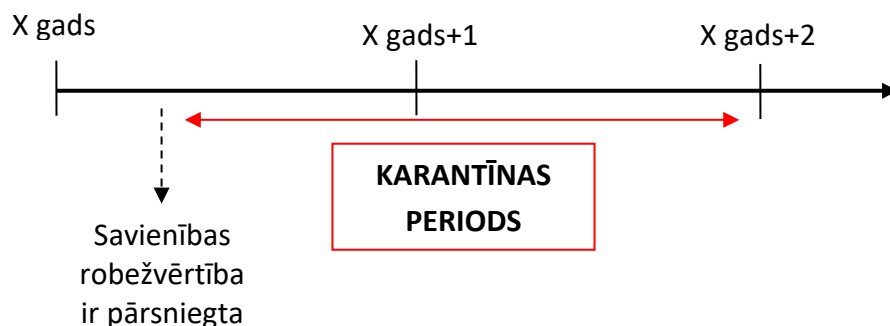 X gads
X gads+1
X gads+2
KARANTĪNAS
PERIODS
Savienības
robežvērtība
ir pārsniegta